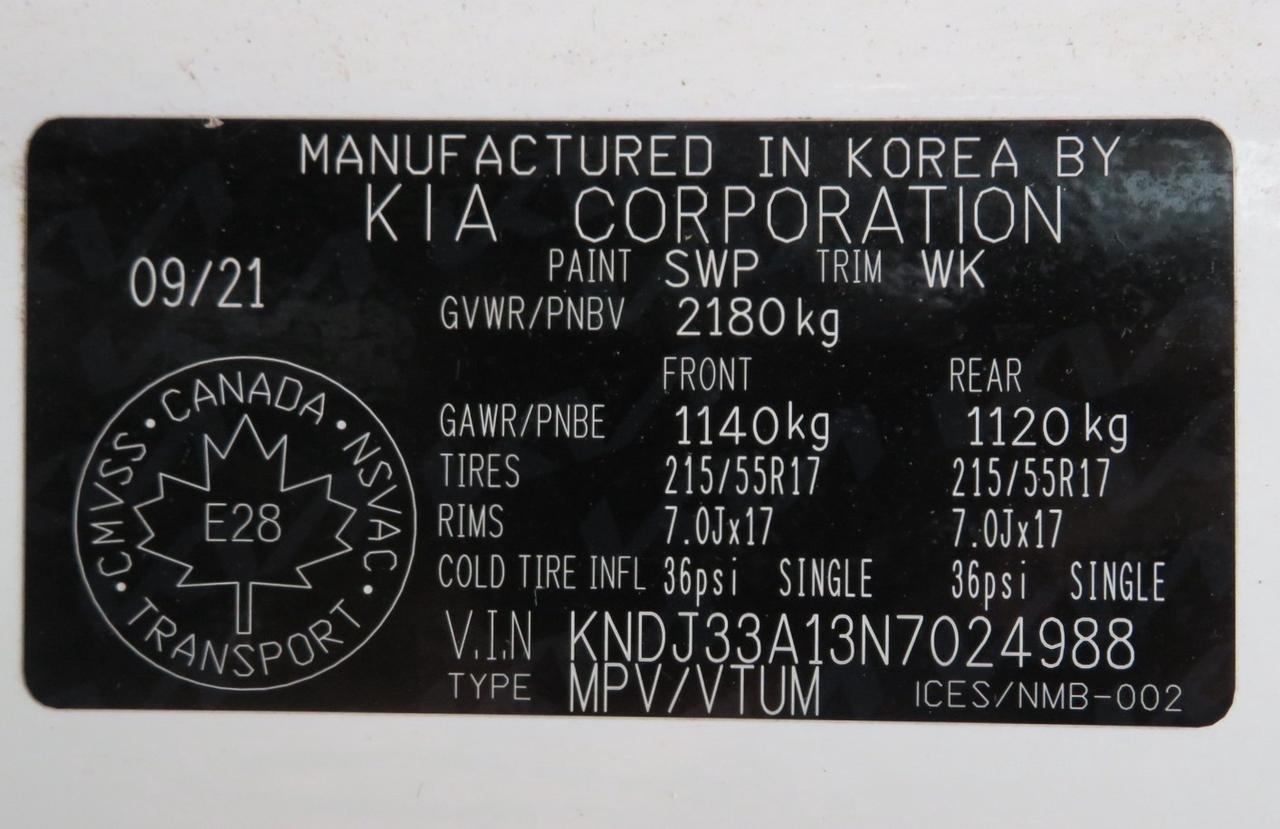 MANUFACTURED IN KOREA BY
KIA CORPORATION
09/21
PAINT SWP TRIM WK
GVWR/PNBV 2180kg
FRONT REAR
GAWR/PNBE 1140kg 1120kg
TIRES 215/55R17 215/55R17
RIMS 7.0Jx17 7.0Jx17
COLD TIRE INFL 36psi SINGLE 36psi SINGLE
V.I.N KNDJ33A13N7024988
TYPE MPV/VTUM ICES/NMB-002
CMVSS • CANADA • NSVAC •
E28
• TRANSPORT